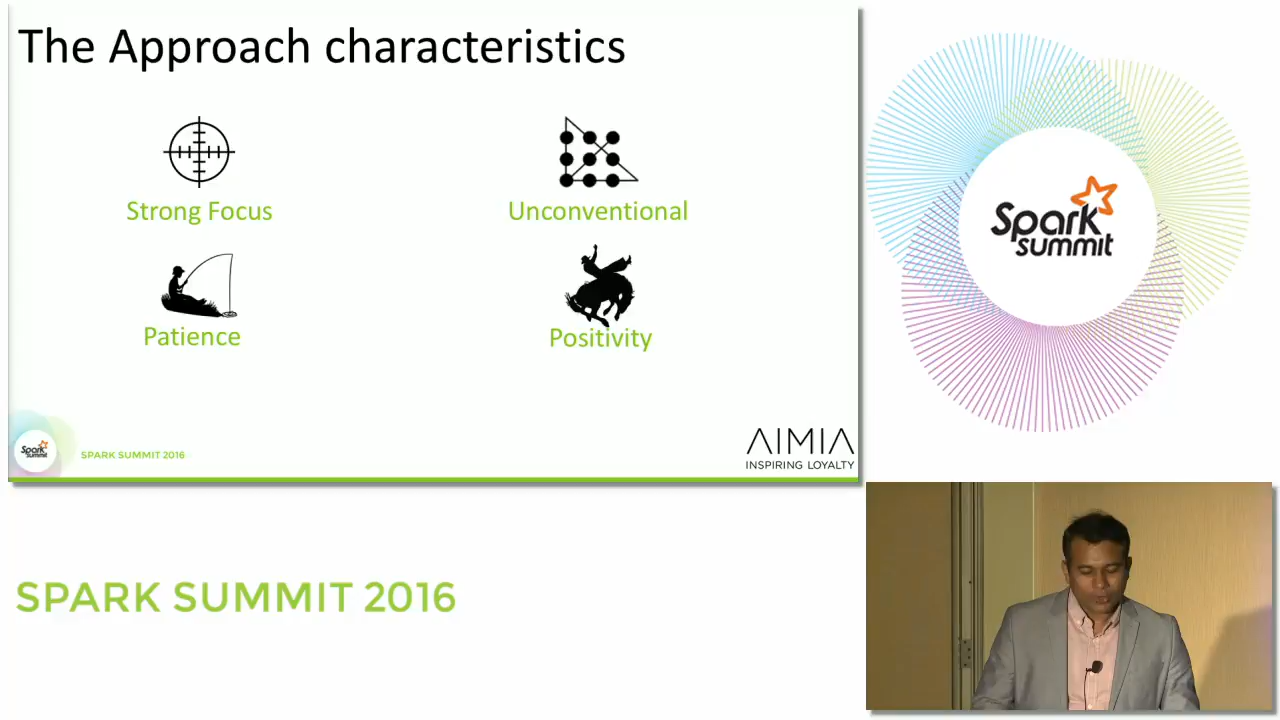 The Approach characteristics
Strong Focus
Unconventional
Patience
Positivity
Spark
summit
SPARK SUMMIT 2016
AIMIA
INSPIRING LOYALTY
Spark
summit
SPARK SUMMIT 2016